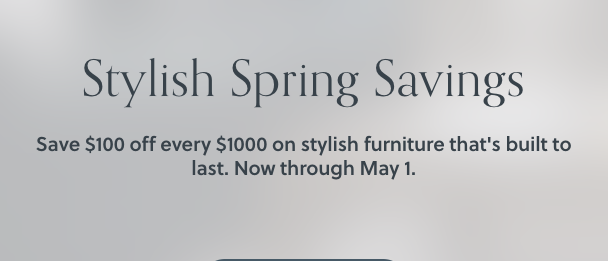 Stylish Spring Savings
Save $100 off every $1000 on stylish furniture that's built to
last. Now through May 1.